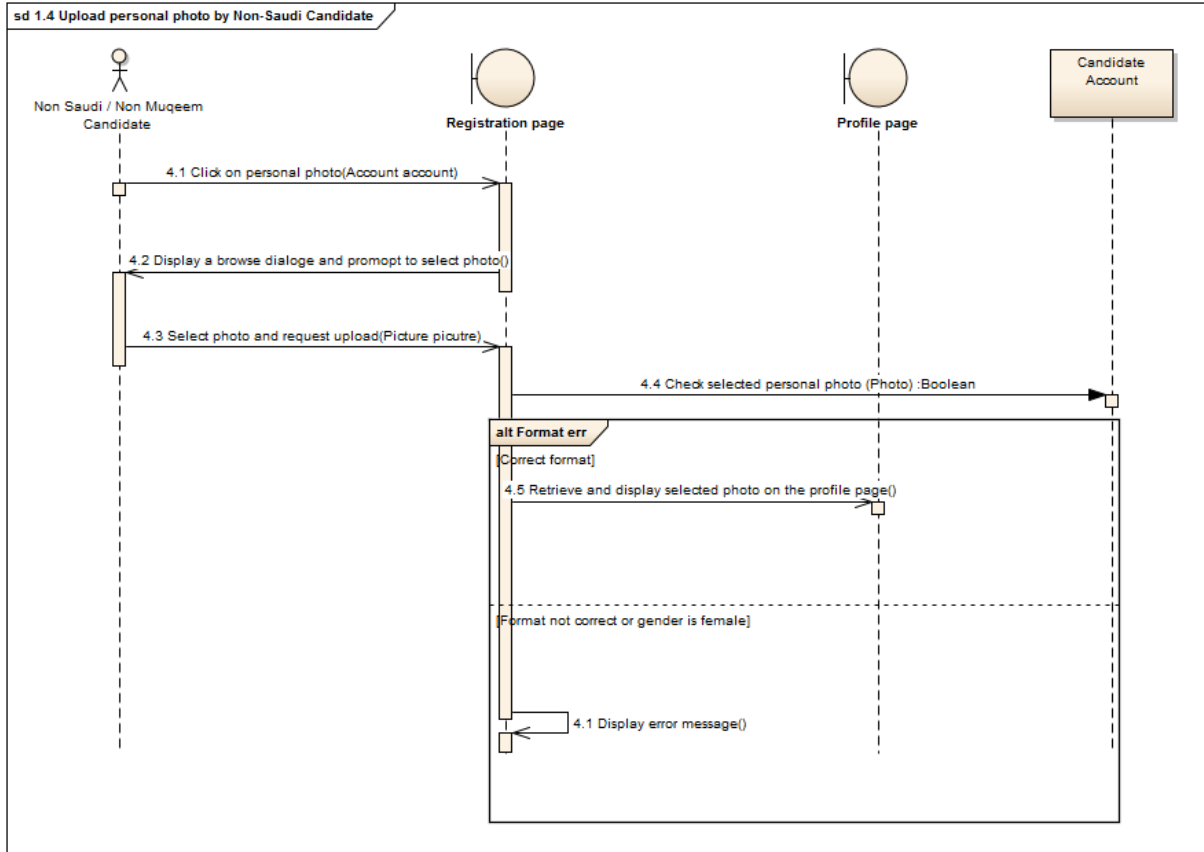 sd 1.4 Upload personal photo by Non-Saudi Candidate
Non Saudi / Non Muqeem
Candidate
Registration page
Profile page
Candidate
Account
4.1 Click on personal photo(Account account)
4.2 Display a browse dialoge and promopt to select photo()
4.3 Select photo and request upload(Picture picutre)
4.4 Check selected personal photo (Photo) :Boolean
alt Format err
[Correct format]
4.5 Retrieve and display selected photo on the profile page()
[Format not correct or gender is female]
4.1 Display error message()